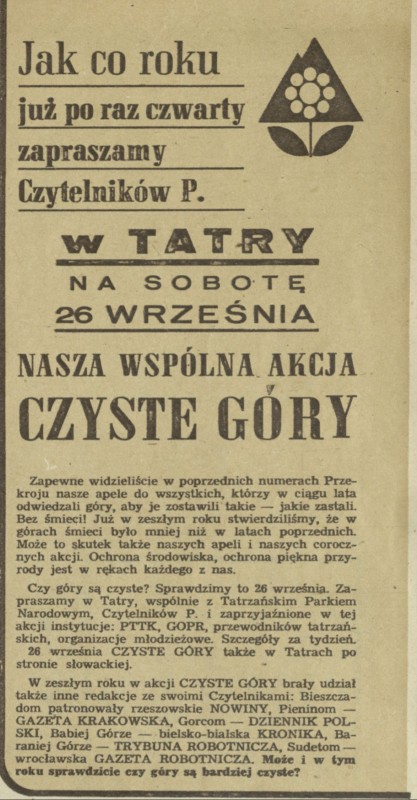 Jak co roku
już po raz czwarty
zapraszamy
Czytelników P.
W TATRY
NA SOBOTĘ
26 WRZEŚNIA
NASZA WSPÓLNA AKCJA
CZYSTE GÓRY
Zapewne widzieliście w poprzednich numerach Prze-
kroju nasze apele do wszystkich, którzy w ciągu lata
odwiedzali góry, aby je zostawili takie — jakie zastali.
Bez śmieci! Już w zeszłym roku stwierdziliśmy, że w
górach śmieci było mniej niż w latach poprzednich.
Może to skutek także naszych apeli i naszych corocz-
nych akcji. Ochrona środowiska, ochrona piękna przy-
rody jest w rękach każdego z nas.
Czy góry są czyste? Sprawdzimy to 26 września. Za-
praszamy w Tatry, wspólnie z Tatrzańskim Parkiem
Narodowym, Czytelników P. i zaprzyjaźnione w tej
akcji instytucje: PTTK, GOPR, przewodników tatrzań-
skich, organizacje młodzieżowe. Szczegóły za tydzień.
26 września CZYSTE GÓRY także w Tatrach po
stronie słowackiej.
W zeszłym roku w akcji CZYSTE GÓRY brały udział
także inne redakcje ze swoimi Czytelnikami: Bieszcza-
dom patronowały rzeszowskie NOWINY, Pieninom —
GAZETA KRAKOWSKA, Gorcom — DZIENNIK POL-
SKI, Babiej Górze — bielsko-bialska KRONIKA, Ba-
raniej Górze — TRYBUNA ROBOTNICZA, Sudetom —
wrocławska GAZETA ROBOTNICZA. Może i w tym
roku sprawdzicie czy góry są bardziej czyste?